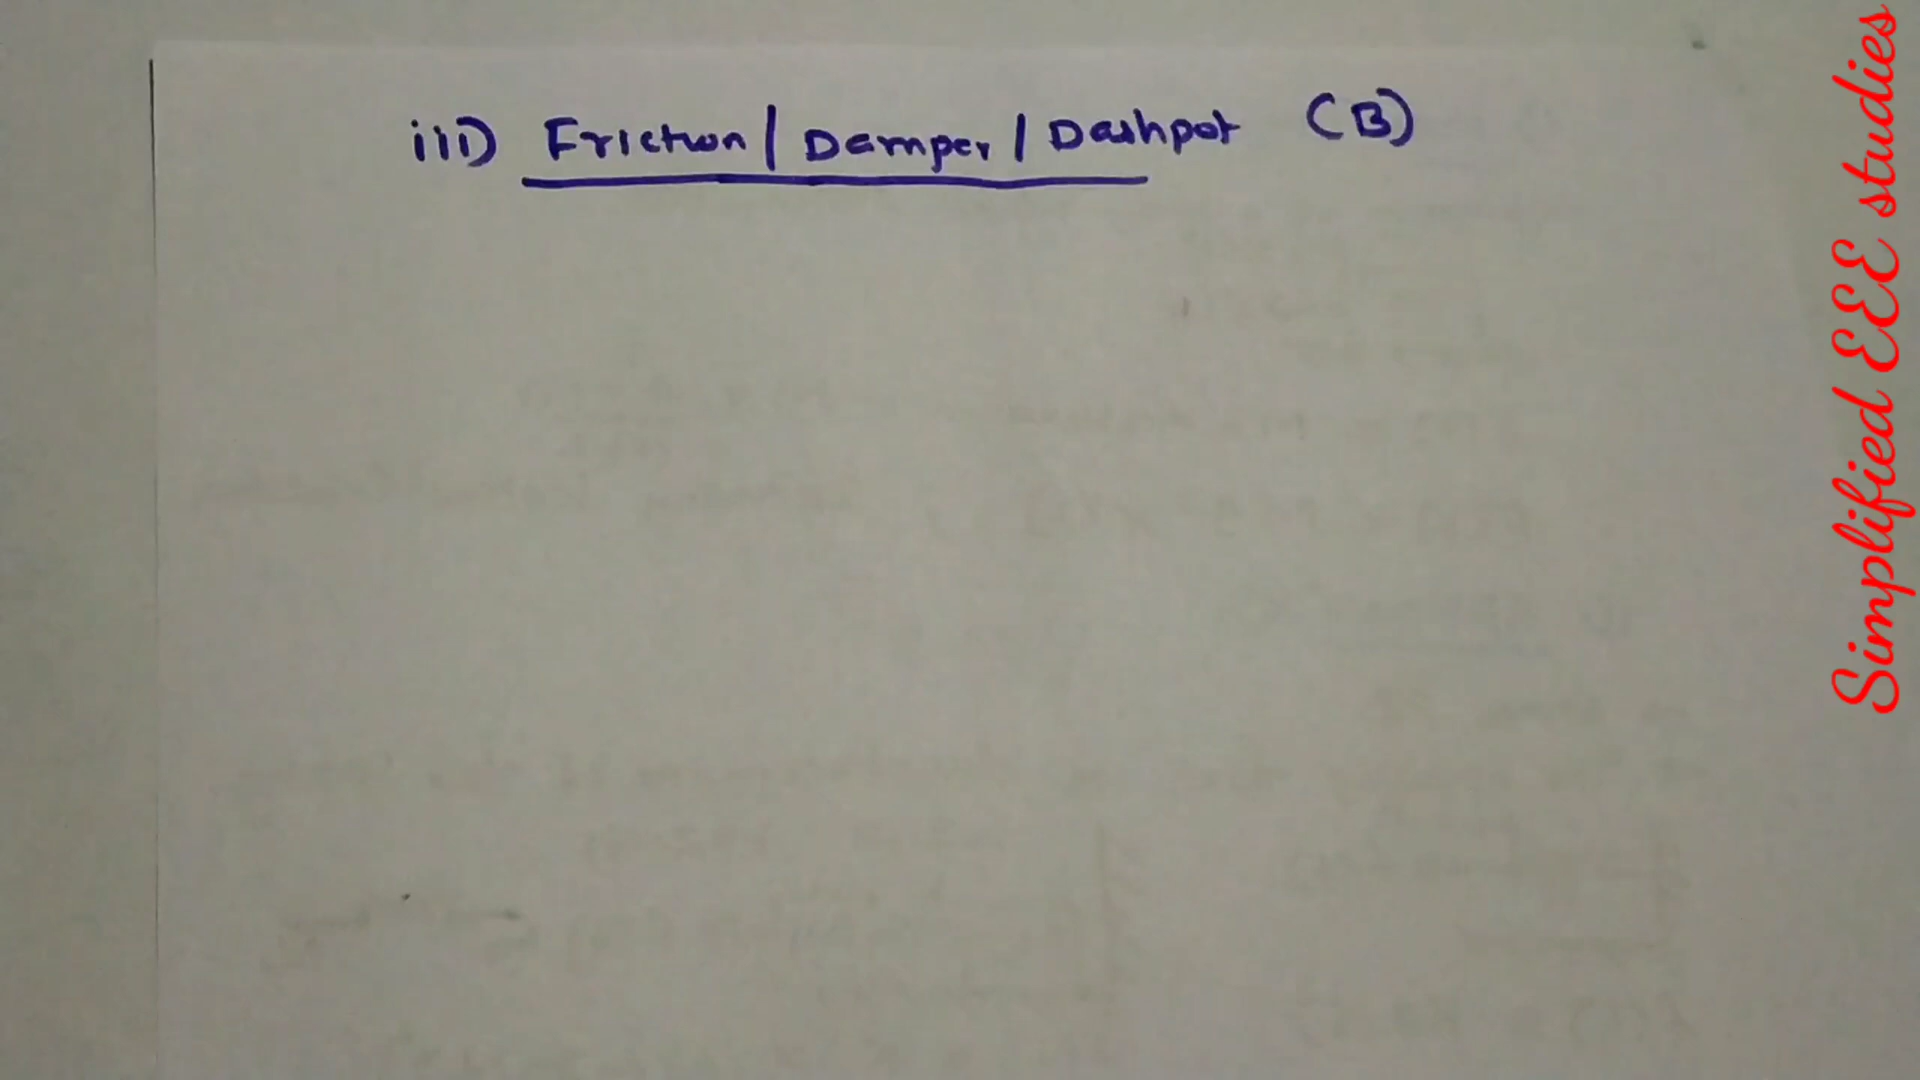 iii) Friction / Damper / Dashpot (B)
Simplified EEE studies